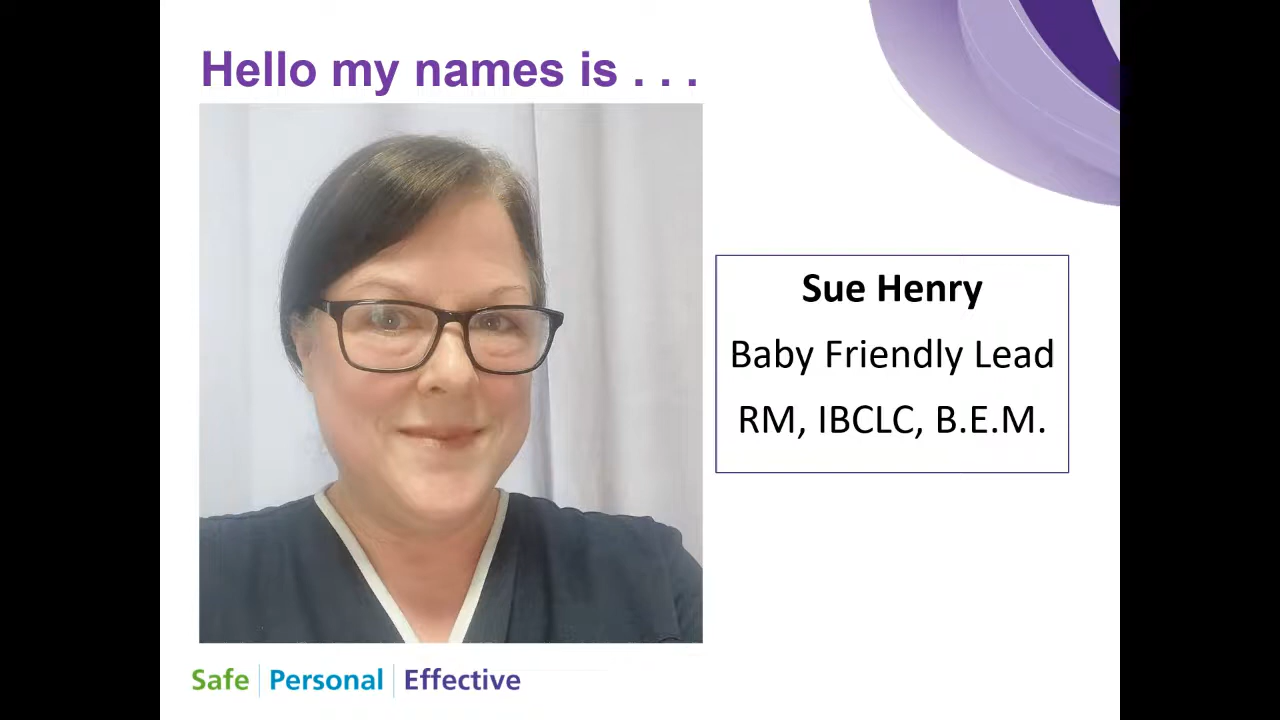 Hello my names is . . .
Sue Henry
Baby Friendly Lead
RM, IBCLC, B.E.M.
Safe | Personal | Effective